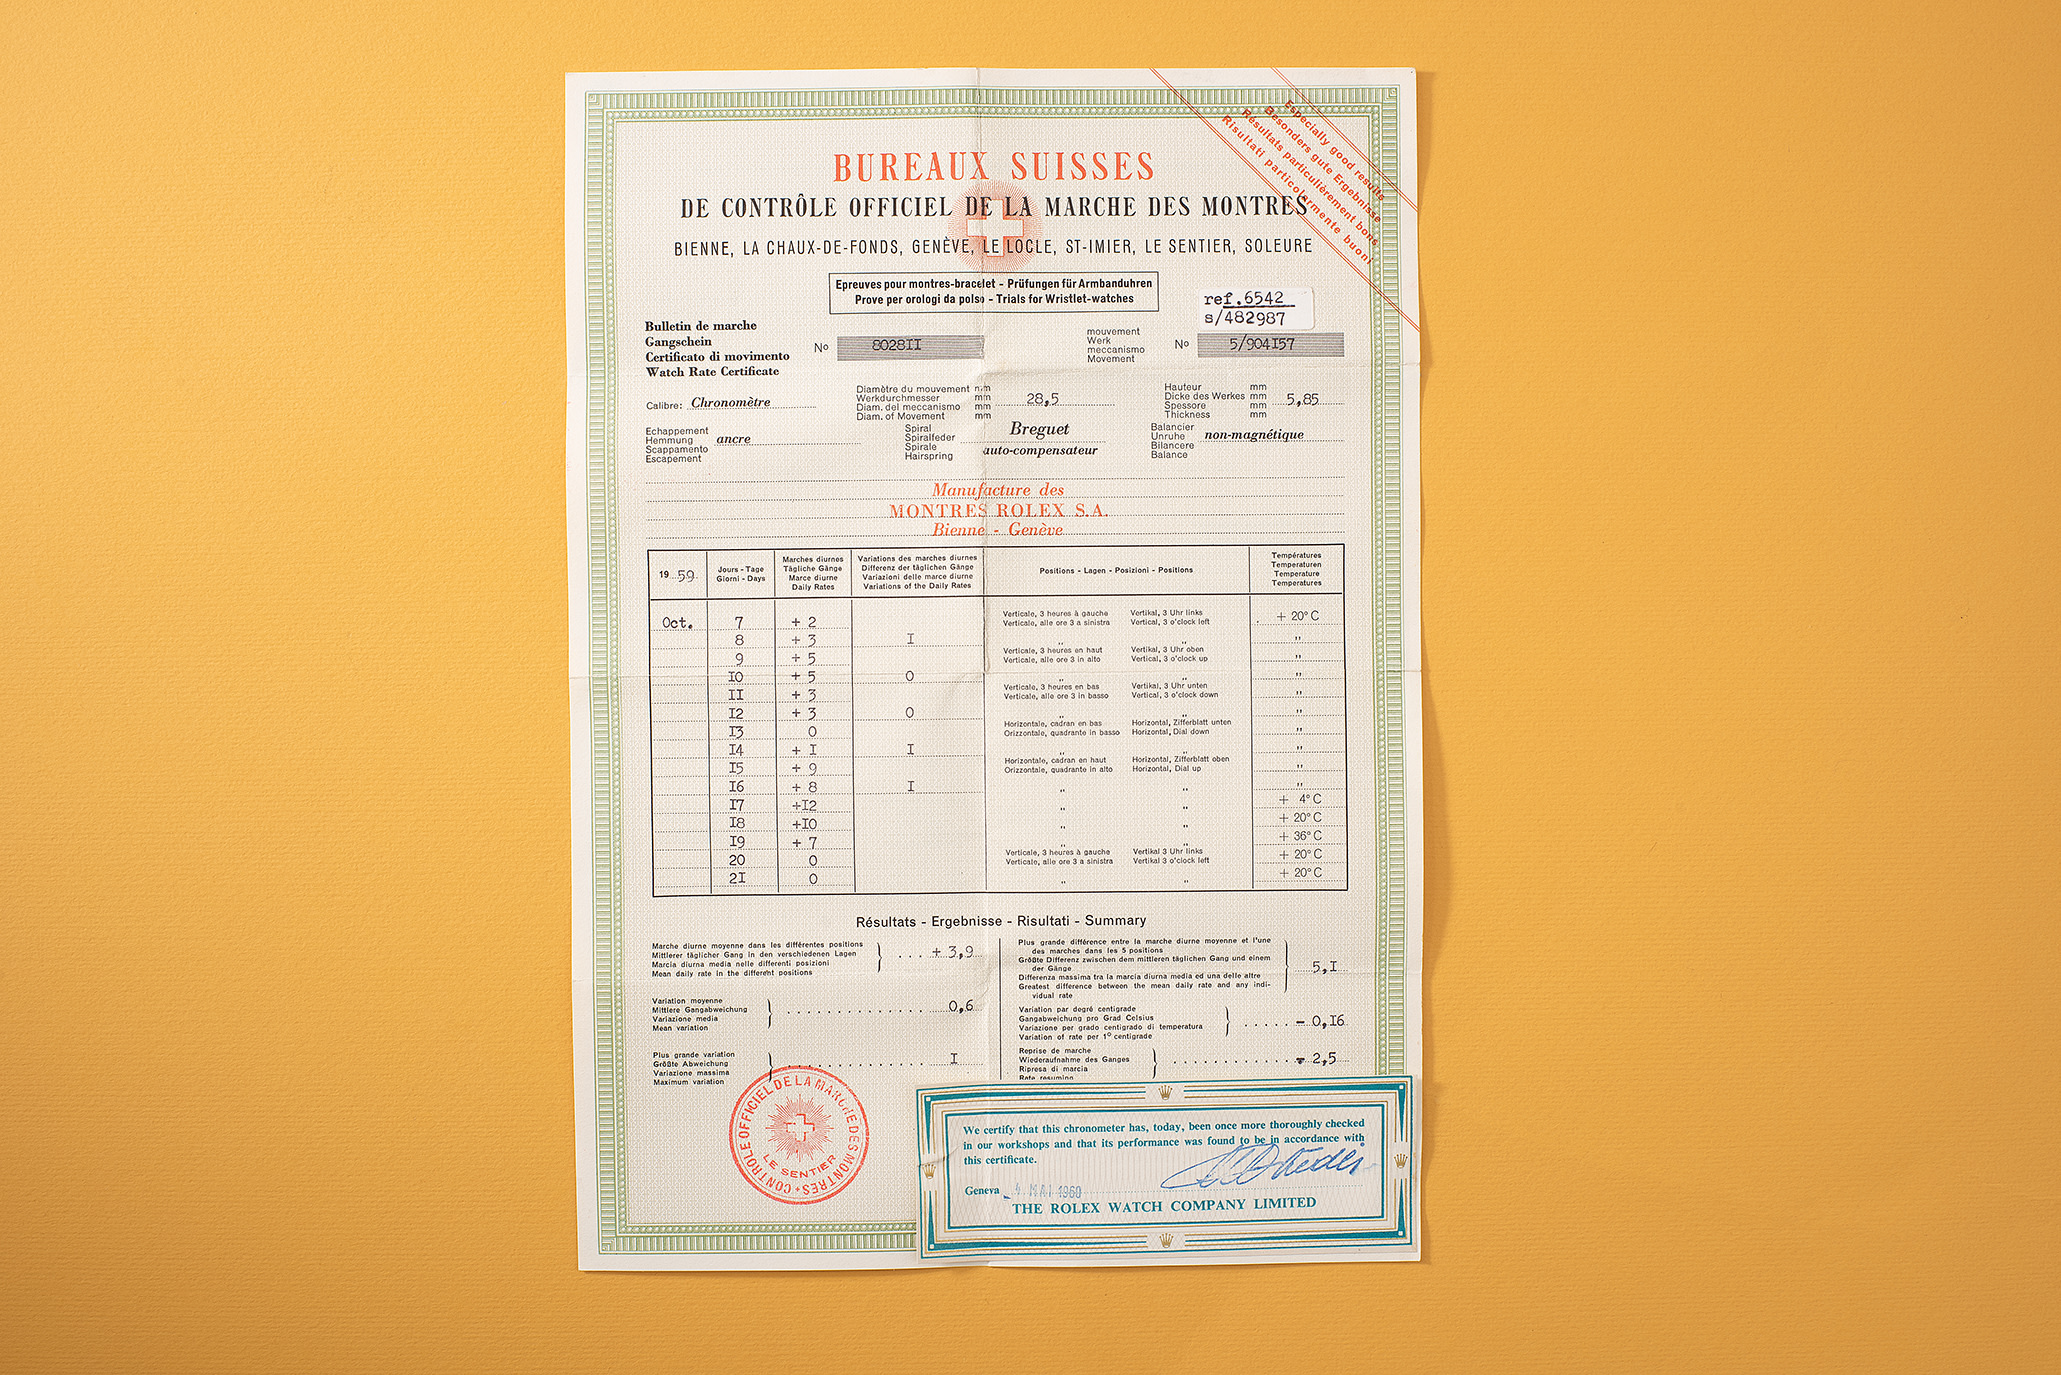 Especially good results
Besonders gute Ergebnisse
Résultats particulièrement bons
Risultati particolarmente buoni
BUREAUX SUISSES
DE CONTRÔLE OFFICIEL DE LA MARCHE DES MONTRES
BIENNE, LA CHAUX-DE-FONDS, GENÈVE, LE LOCLE, ST-IMIER, LE SENTIER, SOLEURE
Epreuves pour montres-bracelet - Prüfungen für Armbanduhren
Prove per orologi da polso - Trials for Wristlet-watches
ref.6542
s/482987
Bulletin de marche
Gangschein
Certificato di movimento
Watch Rate Certificate
No 8028II
mouvement
Werk
meccanismo
Movement
No 5/904I57
Calibre: Chronomètre
Diamètre du mouvement mm
Werkdurchmesser mm
Diam. del meccanismo mm
Diam. of Movement mm
28,5
Hauteur mm
Dicke des Werkes mm
Spessore mm
Thickness mm
5,85
Echappement
Hemmung
Scappamento
Escapement
ancre
Spiral
Spiralfeder
Spirale
Hairspring
Breguet
auto-compensateur
Balancier
Unruhe
Bilancere
Balance
non-magnétique
Manufacture des
MONTRES ROLEX S.A.
Bienne - Genève
19 59
Jours - Tage
Giorni - Days
Marches diurnes
Tägliche Gänge
Marce diurne
Daily Rates
Variations des marches diurnes
Differenz der täglichen Gänge
Variazioni delle marce diurne
Variations of the Daily Rates
Positions - Lagen - Posizioni - Positions
Températures
Temperaturen
Temperature
Temperatures
Oct. 7 + 2 Verticale, 3 heures à gauche Vertikal, 3 Uhr links + 20° C
Verticale, alle ore 3 a sinistra Vertical, 3 o'clock left
8 + 3 I " " "
9 + 5 Verticale, 3 heures en haut Vertikal, 3 Uhr oben "
Verticale, alle ore 3 in alto Vertical, 3 o'clock up
I0 + 5 0 " " "
II + 3 Verticale, 3 heures en bas Vertikal, 3 Uhr unten "
Verticale, alle ore 3 in basso Vertical, 3 o'clock down
I2 + 3 0 " " "
I3 0 Horizontale, cadran en bas Horizontal, Zifferblatt unten "
Orizzontale, quadrante in basso Horizontal, Dial down
I4 + I I " " "
I5 + 9 Horizontale, cadran en haut Horizontal, Zifferblatt oben "
Orizzontale, quadrante in alto Horizontal, Dial up
I6 + 8 I " " "
I7 +I2 " " + 4° C
I8 +I0 " " + 20° C
I9 + 7 " " + 36° C
20 0 Verticale, 3 heures à gauche Vertikal 3 Uhr links + 20° C
Verticale, alle ore 3 a sinistra Vertikal 3 o'clock left
2I 0 " " + 20° C
Résultats - Ergebnisse - Risultati - Summary
Marche diurne moyenne dans les différentes positions
Mittlerer täglicher Gang in den verschiedenen Lagen
Marcia diurna media nelle differenti posizioni
Mean daily rate in the different positions
+ 3,9
Variation moyenne
Mittlere Gangabweichung
Variazione media
Mean variation
0,6
Plus grande variation
Größte Abweichung
Variazione massima
Maximum variation
I
Plus grande différence entre la marche diurne moyenne et l'une
des marches dans les 5 positions
Größte Differenz zwischen dem mittleren täglichen Gang und einem
der Gänge
Differenza massima tra la marcia diurna media ed una delle altre
Greatest difference between the mean daily rate and any indi-
vidual rate
5,I
Variation par degré centigrade
Gangabweichung pro Grad Celsius
Variazione per grado centigrado di temperatura
Variation of rate per 1° centigrade
- 0,I6
Reprise de marche
Wiederaufnahme des Ganges
Ripresa di marcia
Rate resuming
- 2,5
CONTROLE OFFICIEL DE LA MARCHE DES MONTRES
LE SENTIER
We certify that this chronometer has, today, been once more thoroughly checked
in our workshops and that its performance was found to be in accordance with
this certificate.
Geneva 4 MAI 1960
THE ROLEX WATCH COMPANY LIMITED